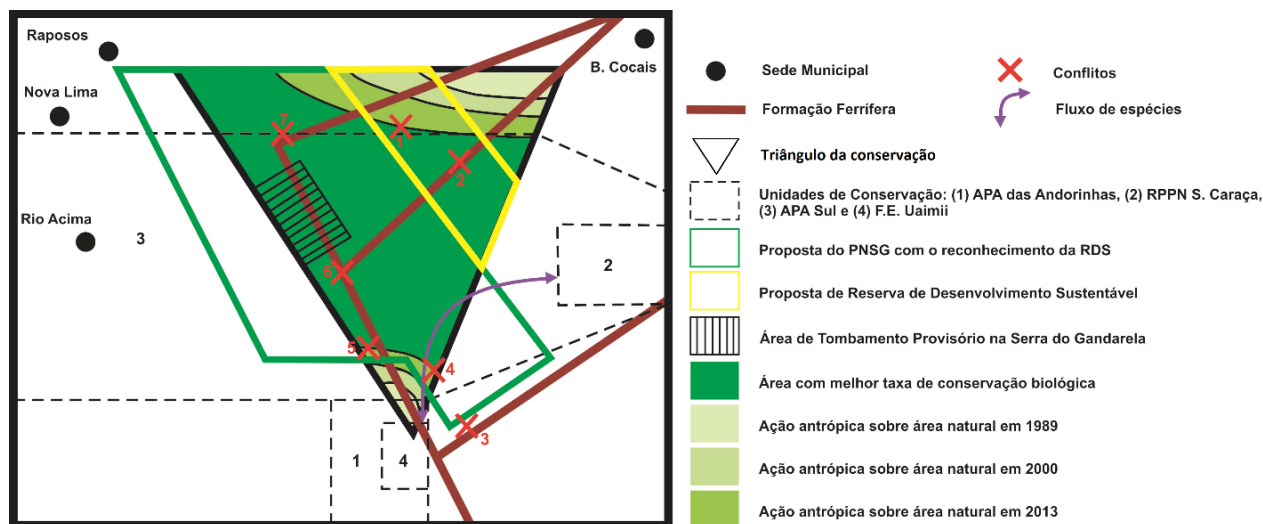 Raposos
B. Cocais
Nova Lima
Rio Acima
7
1
2
3
2
6
5
4
3
1
4
Sede Municipal
Conflitos
Formação Ferrífera
Fluxo de espécies
Triângulo da conservação
Unidades de Conservação: (1) APA das Andorinhas, (2) RPPN S. Caraça,
(3) APA Sul e (4) F.E. Uaimii
Proposta do PNSG com o reconhecimento da RDS
Proposta de Reserva de Desenvolvimento Sustentável
Área de Tombamento Provisório na Serra do Gandarela
Área com melhor taxa de conservação biológica
Ação antrópica sobre área natural em 1989
Ação antrópica sobre área natural em 2000
Ação antrópica sobre área natural em 2013